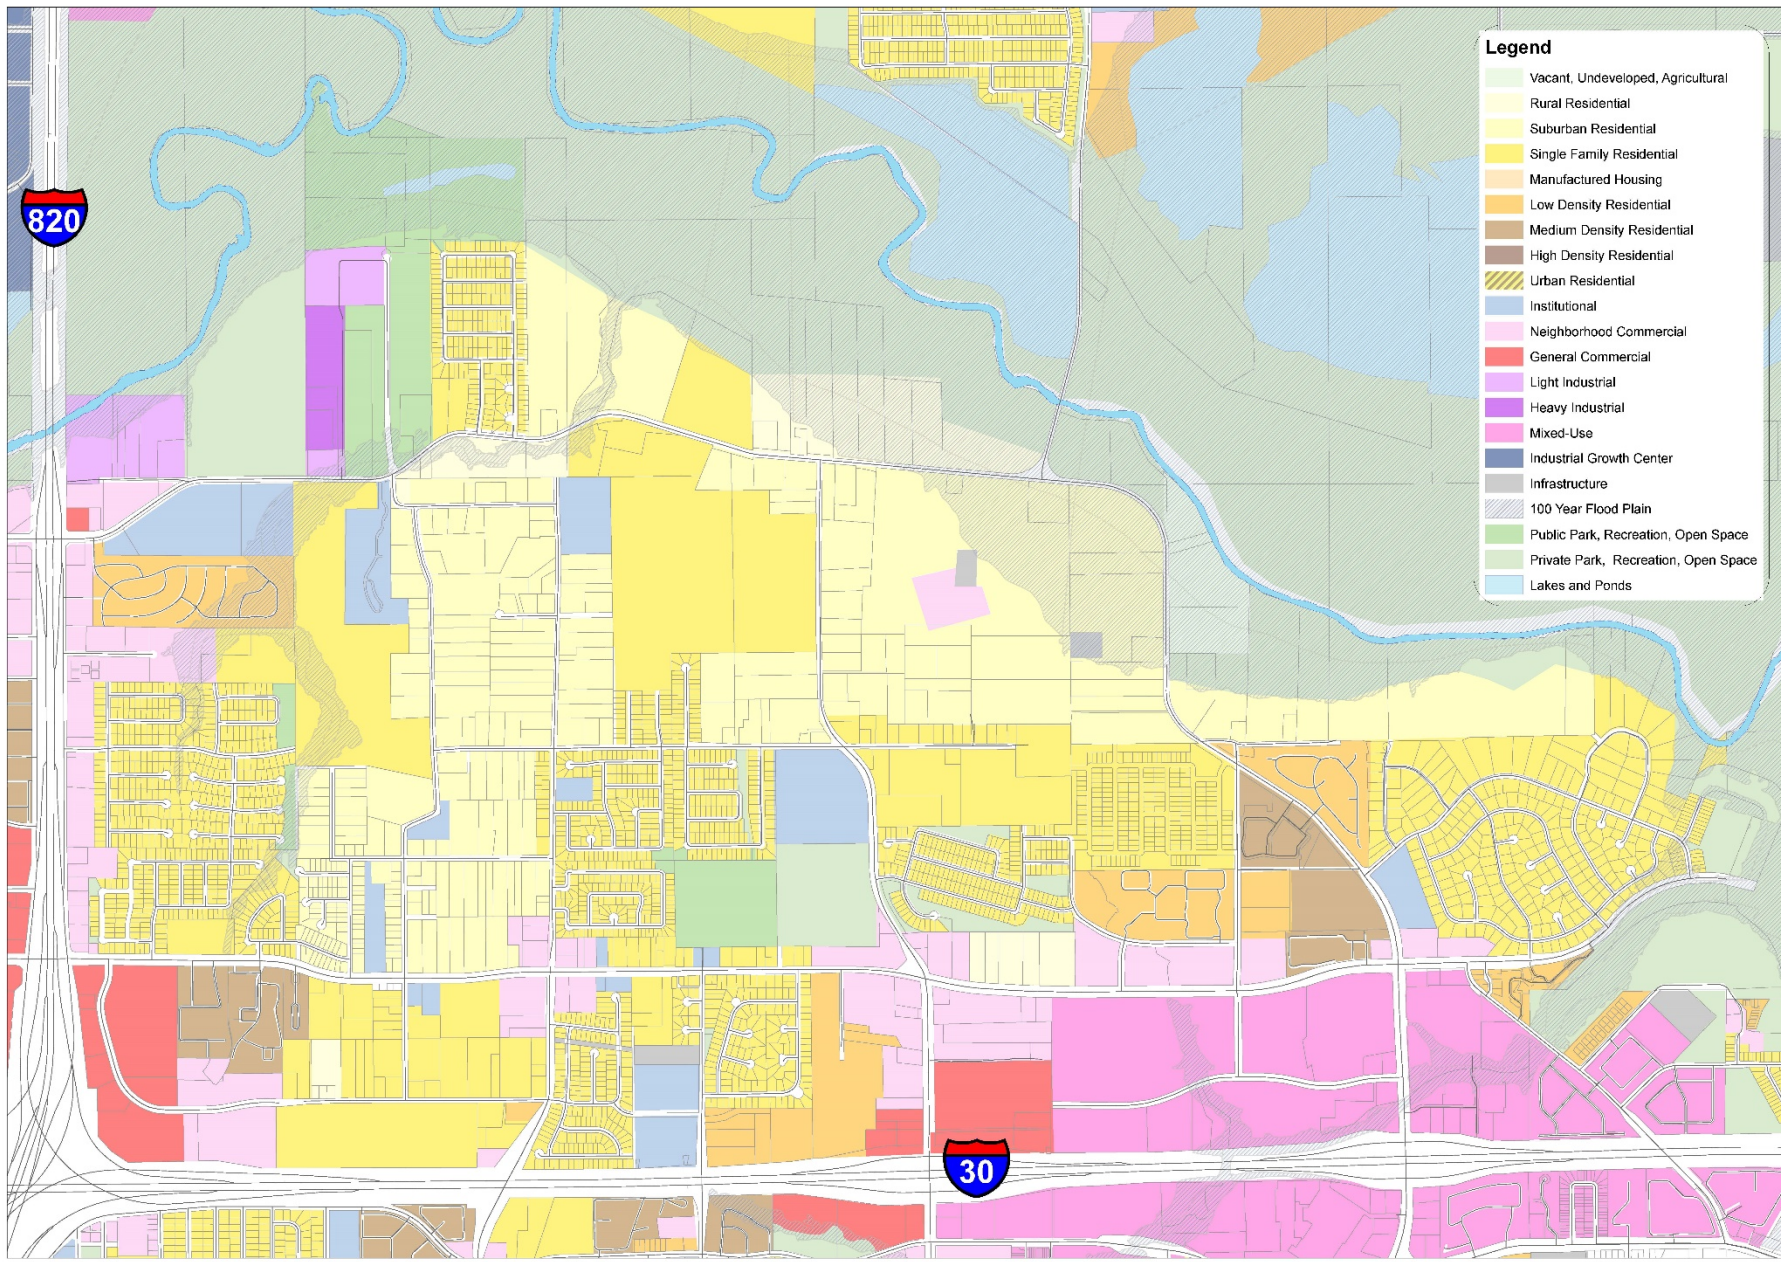 820
Legend
Vacant, Undeveloped, Agricultural
Rural Residential
Suburban Residential
Single Family Residential
Manufactured Housing
Low Density Residential
Medium Density Residential
High Density Residential
Urban Residential
Institutional
Neighborhood Commercial
General Commercial
Light Industrial
Heavy Industrial
Mixed-Use
Industrial Growth Center
Infrastructure
100 Year Flood Plain
Public Park, Recreation, Open Space
Private Park, Recreation, Open Space
Lakes and Ponds
30